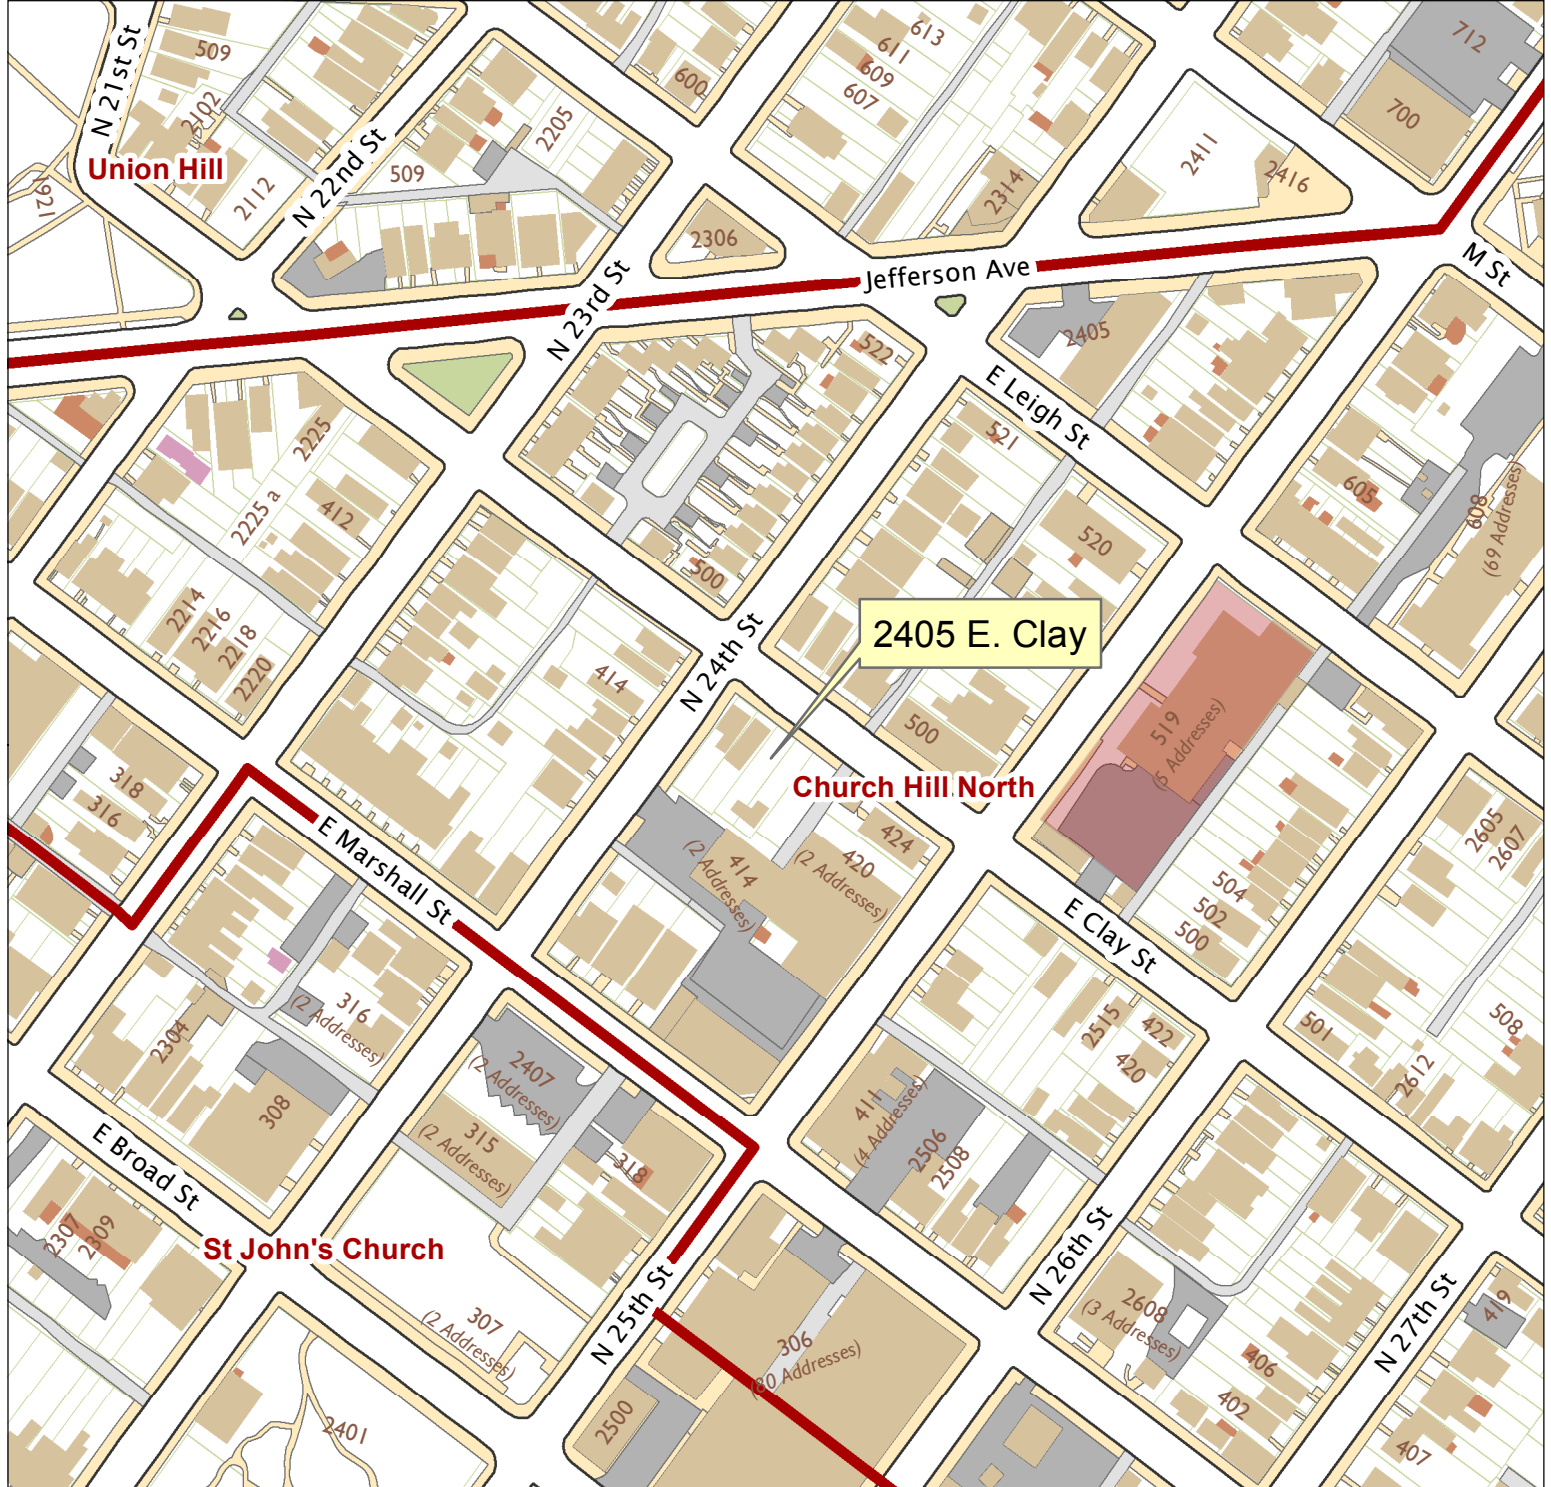 N 21st St
509
2102
Union Hill
2112
1921
N 22nd St
509
2205
600
613
611
609
607
2314
2306
2411
2416
712
700
M St
Jefferson Ave
N 23rd St
522
2405
E Leigh St
521
520
605
608
(69 Addresses)
2225
2225 a
412
2214
2216
2218
2220
500
414
N 24th St
2405 E. Clay
500
Church Hill North
519
(5 Addresses)
318
316
E Marshall St
414
(2 Addresses)
420
(2 Addresses)
424
504
502
500
E Clay St
2605
2607
508
501
2612
2515
422
420
316
(2 Addresses)
2304
308
2407
(2 Addresses)
315
(2 Addresses)
318
411
(4 Addresses)
2506
2508
E Broad St
2307
2309
St John's Church
307
(2 Addresses)
N 25th St
306
(80 Addresses)
N 26th St
2608
(3 Addresses)
406
402
N 27th St
419
407
2401
2500